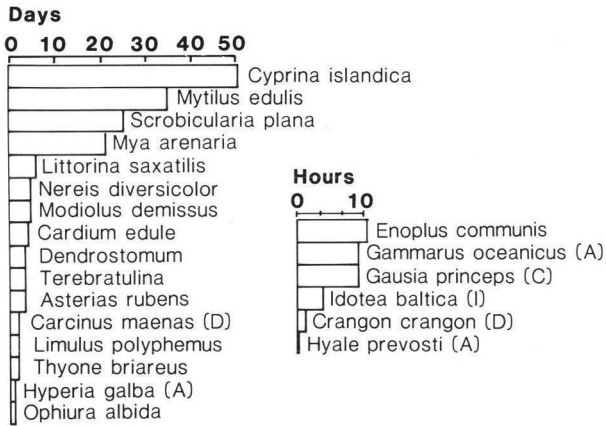 Days
0 10 20 30 40 50
Cyprina islandica
Mytilus edulis
Scrobicularia plana
Mya arenaria
Littorina saxatilis
Nereis diversicolor
Modiolus demissus
Cardium edule
Dendrostomum
Terebratulina
Asterias rubens
Carcinus maenas (D)
Limulus polyphemus
Thyone briareus
Hyperia galba (A)
Ophiura albida
Hours
0 10
Enoplus communis
Gammarus oceanicus (A)
Gausia princeps (C)
Idotea baltica (I)
Crangon crangon (D)
Hyale prevosti (A)